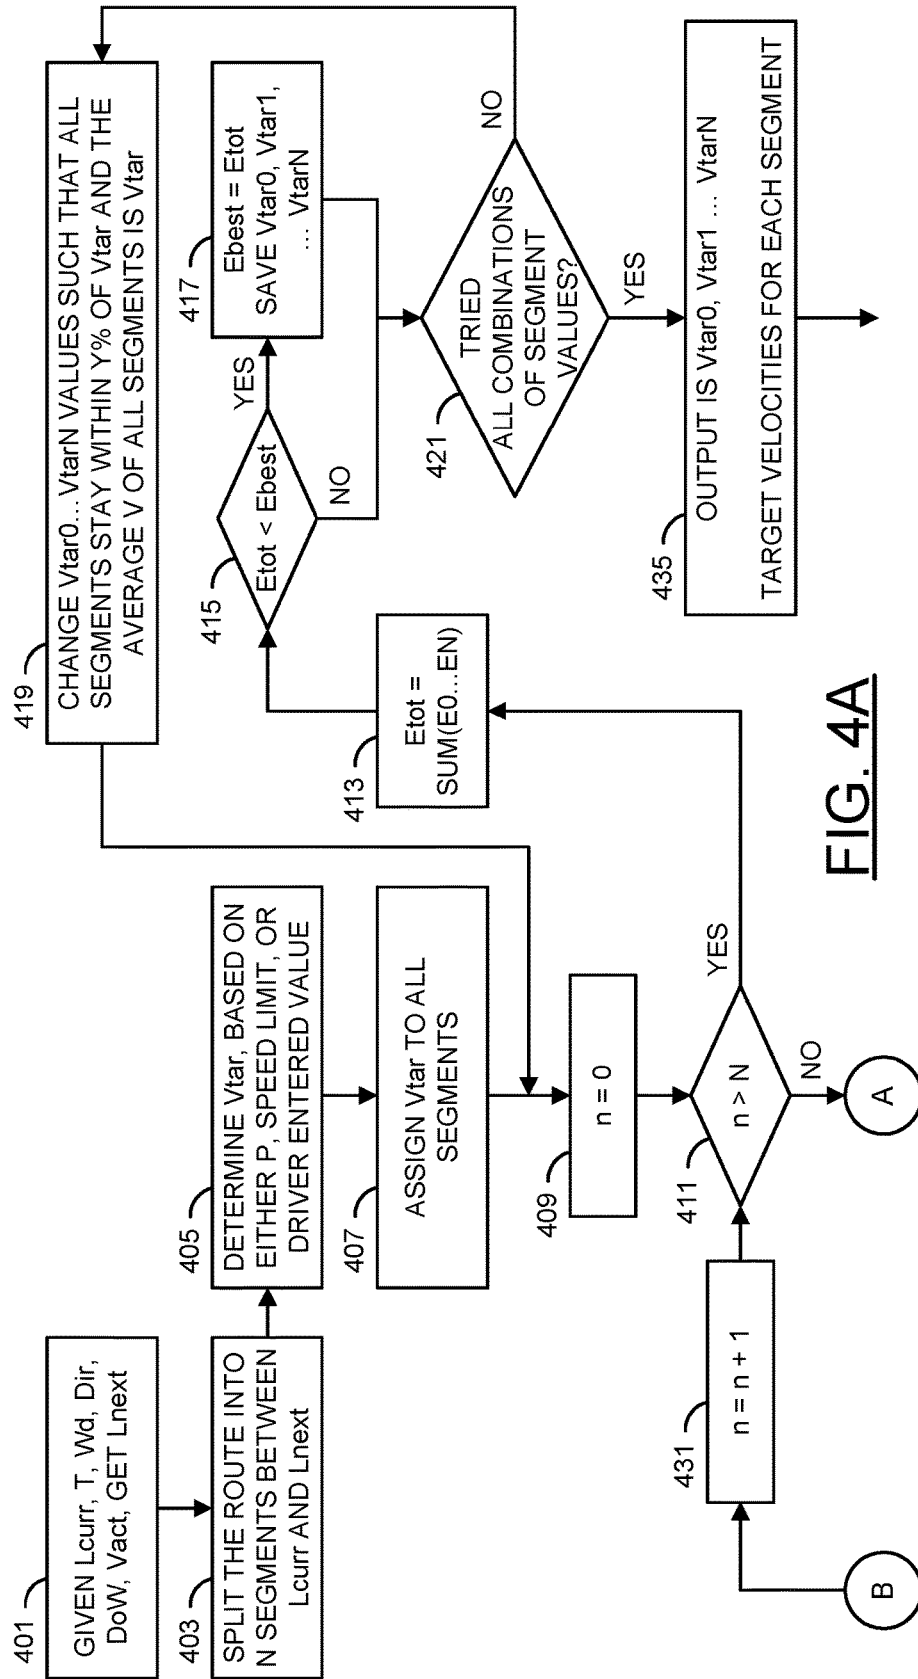 401
GIVEN Lcurr, T, Wd, Dir,
DoW, Vact, GET Lnext
403
SPLIT THE ROUTE INTO
N SEGMENTS BETWEEN
Lcurr AND Lnext
405
DETERMINE Vtar, BASED ON
EITHER P, SPEED LIMIT, OR
DRIVER ENTERED VALUE
407
ASSIGN Vtar TO ALL
SEGMENTS
409
n = 0
411
n > N
YES
NO
A
B
431
n = n + 1
413
Etot =
SUM(E0...EN)
415
Etot < Ebest
YES
NO
417
Ebest = Etot
SAVE Vtar0, Vtar1,
... VtarN
419
CHANGE Vtar0...VtarN VALUES SUCH THAT ALL
SEGMENTS STAY WITHIN Y% OF Vtar AND THE
AVERAGE V OF ALL SEGMENTS IS Vtar
421
TRIED
ALL COMBINATIONS
OF SEGMENT
VALUES?
NO
YES
435
OUTPUT IS Vtar0, Vtar1 ... VtarN
TARGET VELOCITIES FOR EACH SEGMENT
FIG. 4A